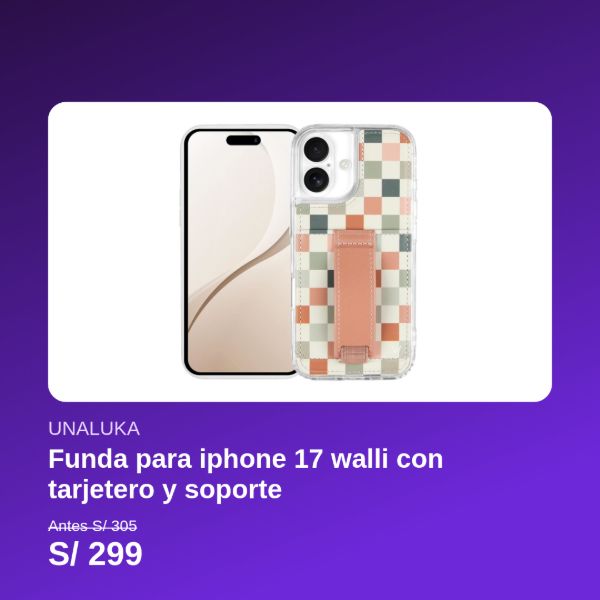 UNALUKA
Funda para iphone 17 walli con
tarjetero y soporte
Antes S/ 305
S/ 299